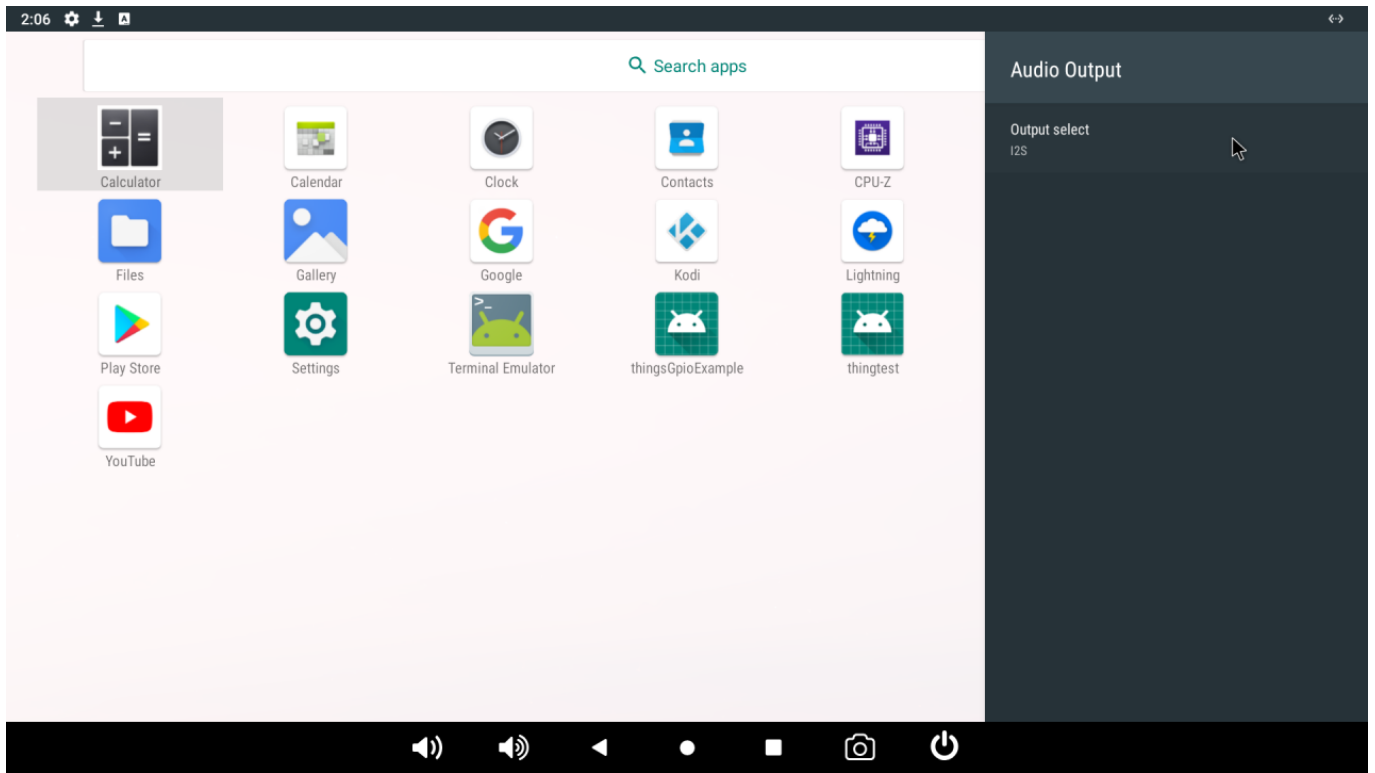 2:06
Search apps
Audio Output
Output select
I2S
Calculator
Calendar
Clock
Contacts
CPU-Z
Files
Gallery
Google
Kodi
Lightning
Play Store
Settings
Terminal Emulator
thingsGpioExample
thingtest
YouTube